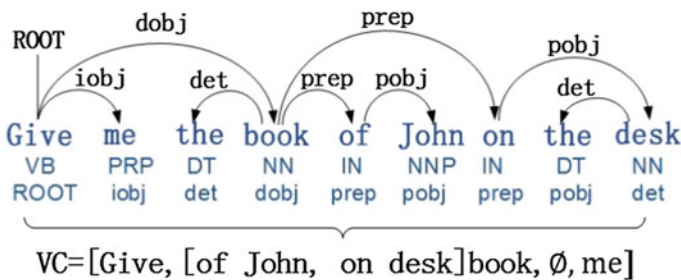 dobj prep
ROOT pobj
iobj det prep pobj det
Give me the book of John on the desk
VB PRP DT NN IN NNP IN DT NN
ROOT iobj det dobj prep pobj prep pobj det
VC=[Give, [of John, on desk]book, Ø, me]